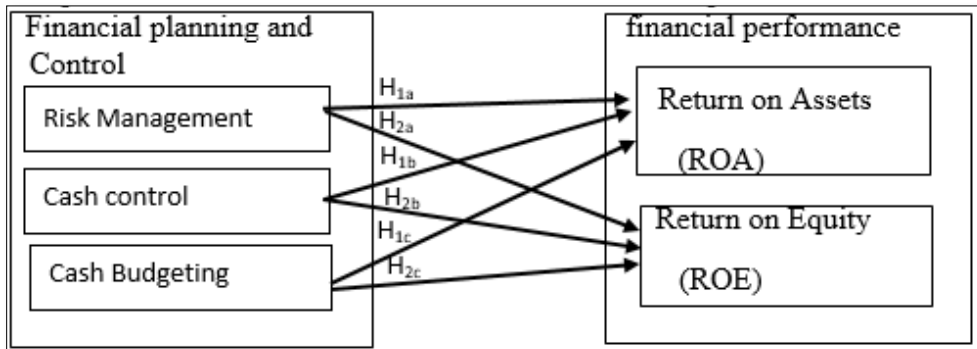 Financial planning and
Control
Risk Management
Cash control
Cash Budgeting
H₁ₐ
H₂ₐ
H₁b
H₂b
H₁c
H₂c
financial performance
Return on Assets
(ROA)
Return on Equity
(ROE)